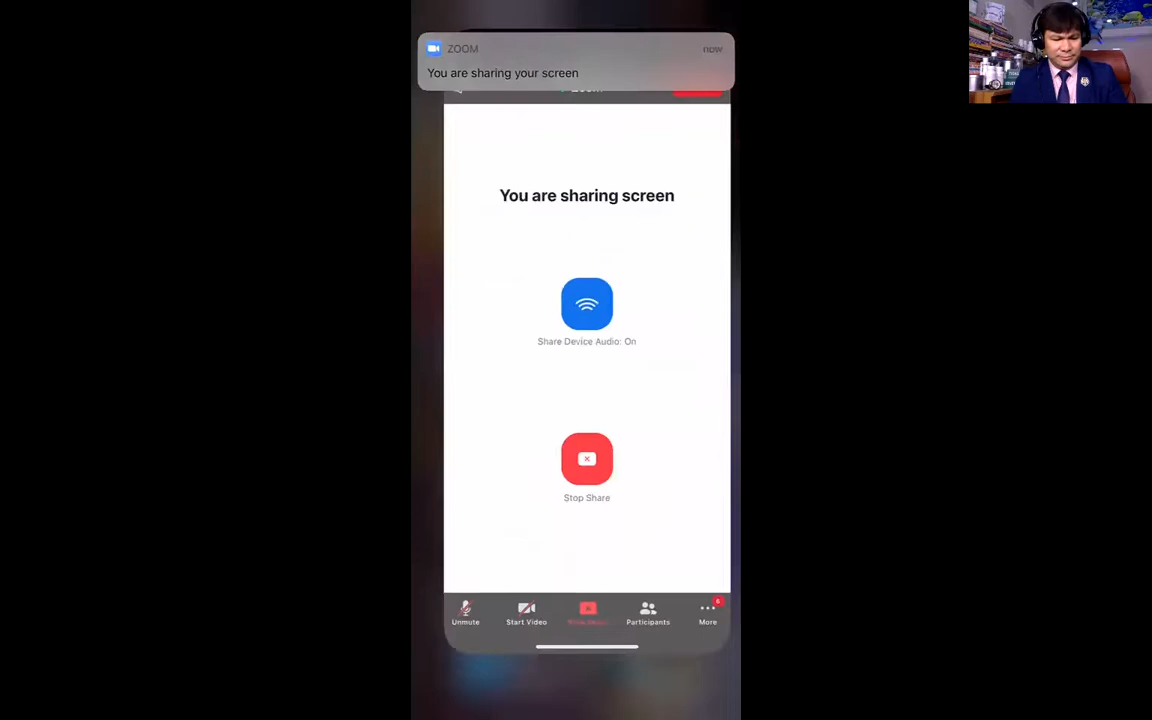 ZOOM
now
You are sharing your screen
You are sharing screen
Share Device Audio: On
Stop Share
6
Unmute
Start Video
Participants
More